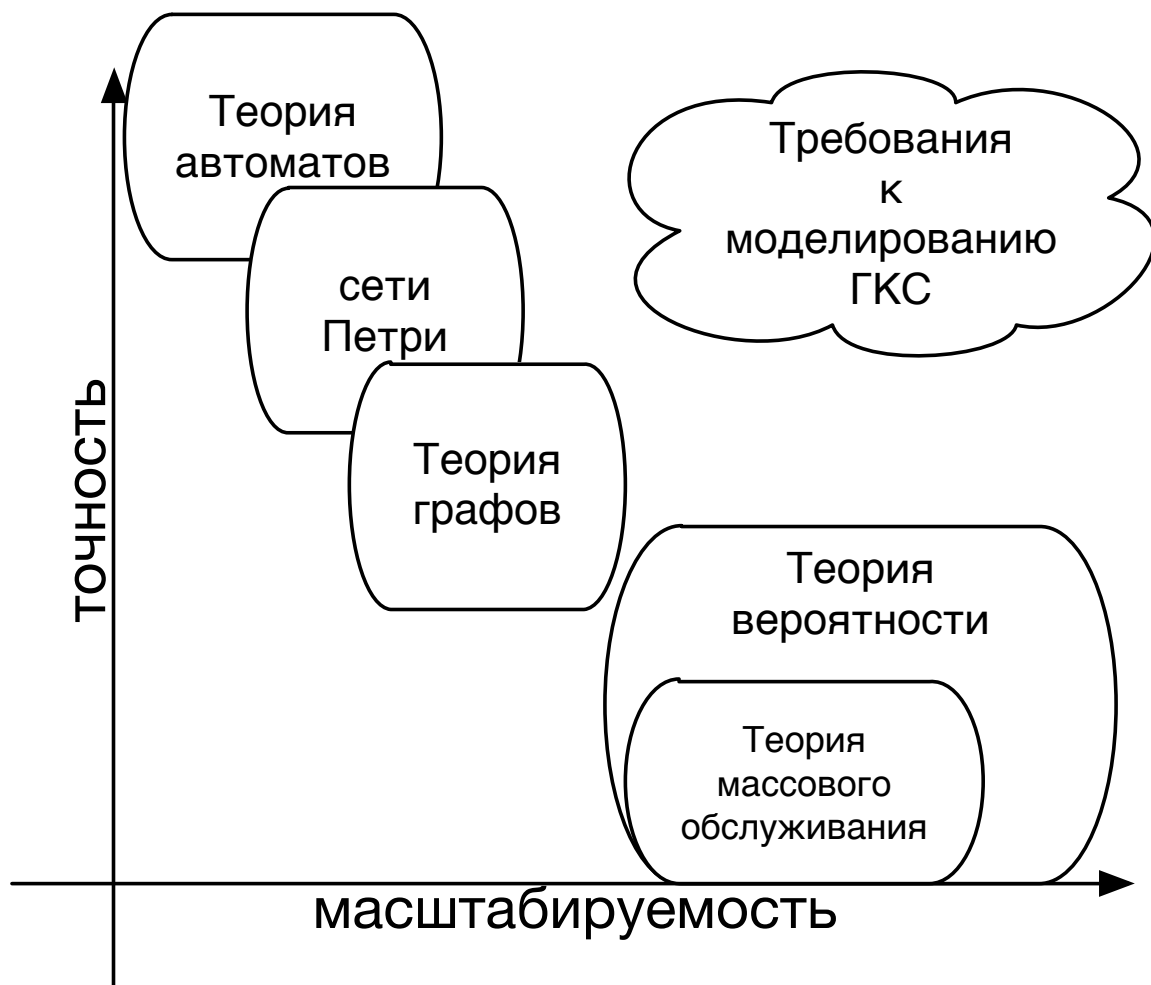 Теория
автоматов
Требования
к
моделированию
ГКС
сети
Петри
Теория
графов
точность
Теория
вероятности
Теория
массового
обслуживания
масштабируемость